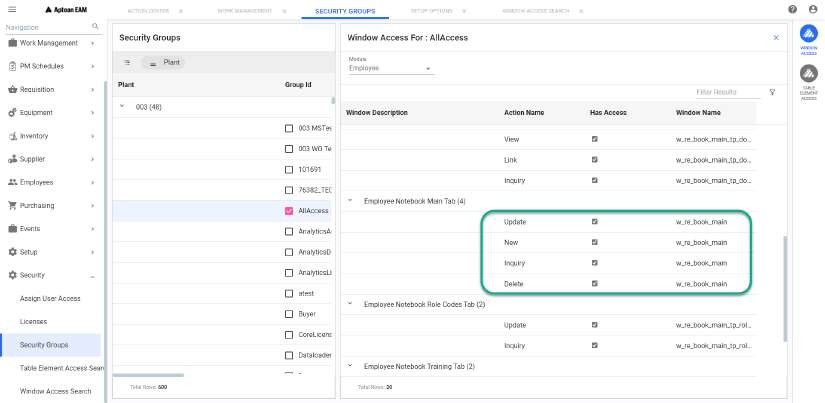 Aptean EAM
ACTION CENTER
WORK MANAGEMENT
SECURITY GROUPS
SETUP OPTIONS
WINDOW ACCESS SEARCH
Navigation
Work Management
PM Schedules
Requisition
Equipment
Inventory
Supplier
Employees
Purchasing
Events
Setup
Security
Assign User Access
Licenses
Security Groups
Table Element Access Sear
Window Access Search
Security Groups
Plant
Plant Group Id
003 (48)
003 MSTes
003 WO Te
101691
76382_TEC
AllAccess
AnalyticsA
AnalyticsD
AnalyticsLi
atest
Buyer
CoreLicens
Dataloader
Total Rows: 600
Window Access For : AllAccess
Module
Employee
Filter Results
Window Description Action Name Has Access Window Name
View w_re_book_main_tp_do...
Link w_re_book_main_tp_do...
Inquiry w_re_book_main_tp_do...
Employee Notebook Main Tab (4)
Update w_re_book_main
New w_re_book_main
Inquiry w_re_book_main
Delete w_re_book_main
Employee Notebook Role Codes Tab (2)
Update w_re_book_main_tp_rol...
Inquiry w_re_book_main_tp_rol...
Employee Notebook Training Tab (2)
Total Rows: 20
WINDOW
ACCESS
TABLE
ELEMENT
ACCESS